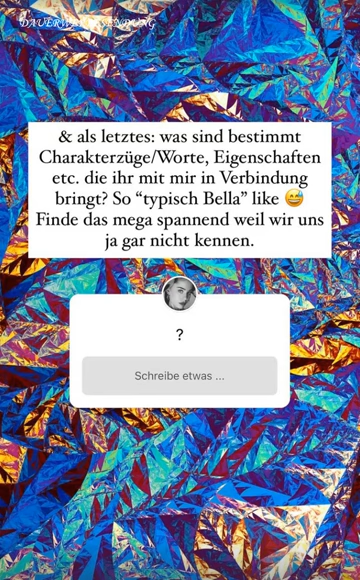 DAUERWERBESENDUNG
& als letztes: was sind bestimmt
Charakterzüge/Worte, Eigenschaften
etc. die ihr mit mir in Verbindung
bringt? So “typisch Bella” like 😅
Finde das mega spannend weil wir uns
ja gar nicht kennen.
?
Schreibe etwas ...